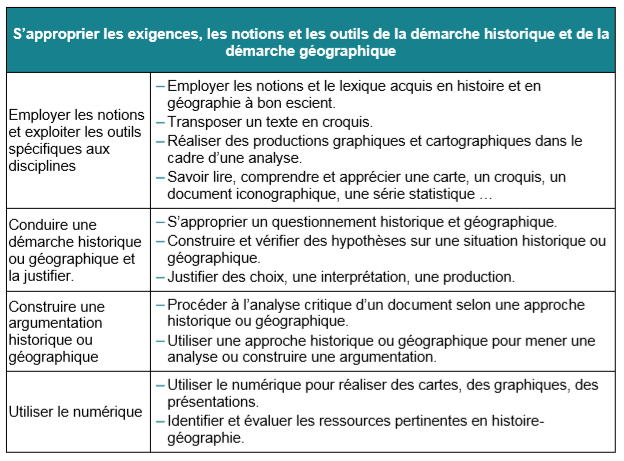 S’approprier les exigences, les notions et les outils de la démarche historique et de la
démarche géographique
Employer les notions
et exploiter les outils
spécifiques aux
disciplines
– Employer les notions et le lexique acquis en histoire et en
géographie à bon escient.
– Transposer un texte en croquis.
– Réaliser des productions graphiques et cartographiques dans le
cadre d’une analyse.
– Savoir lire, comprendre et apprécier une carte, un croquis, un
document iconographique, une série statistique …
Conduire une
démarche historique
ou géographique et
la justifier.
– S’approprier un questionnement historique et géographique.
– Construire et vérifier des hypothèses sur une situation historique ou
géographique.
– Justifier des choix, une interprétation, une production.
Construire une
argumentation
historique ou
géographique
– Procéder à l’analyse critique d’un document selon une approche
historique ou géographique.
– Utiliser une approche historique ou géographique pour mener une
analyse ou construire une argumentation.
Utiliser le numérique
– Utiliser le numérique pour réaliser des cartes, des graphiques, des
présentations.
– Identifier et évaluer les ressources pertinentes en histoire-
géographie.